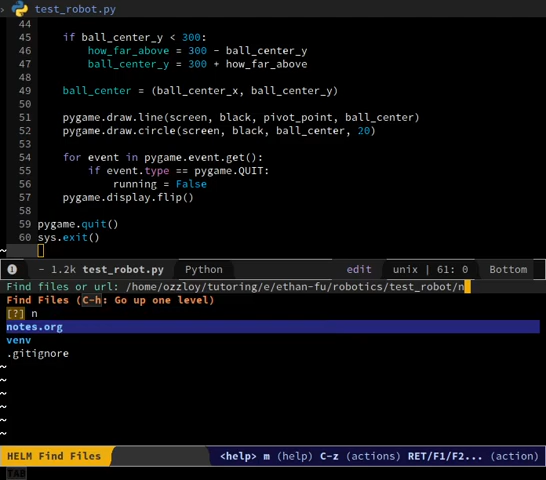 › test_robot.py
44
45 if ball_center_y < 300:
46 how_far_above = 300 - ball_center_y
47 ball_center_y = 300 + how_far_above
48
49 ball_center = (ball_center_x, ball_center_y)
50
51 pygame.draw.line(screen, black, pivot_point, ball_center)
52 pygame.draw.circle(screen, black, ball_center, 20)
53
54 for event in pygame.event.get():
55 if event.type == pygame.QUIT:
56 running = False
57 pygame.display.flip()
58
59 pygame.quit()
60 sys.exit()
~
1 - 1.2k test_robot.py Python edit unix | 61: 0 Bottom
Find files or url: /home/ozzloy/tutoring/e/ethan-fu/robotics/test_robot/n
Find Files (C-h: Go up one level)
[?] n
notes.org
venv
.gitignore
~
~
~
~
~
~
HELM Find Files <help> m (help) C-z (actions) RET/F1/F2... (action)
TAB